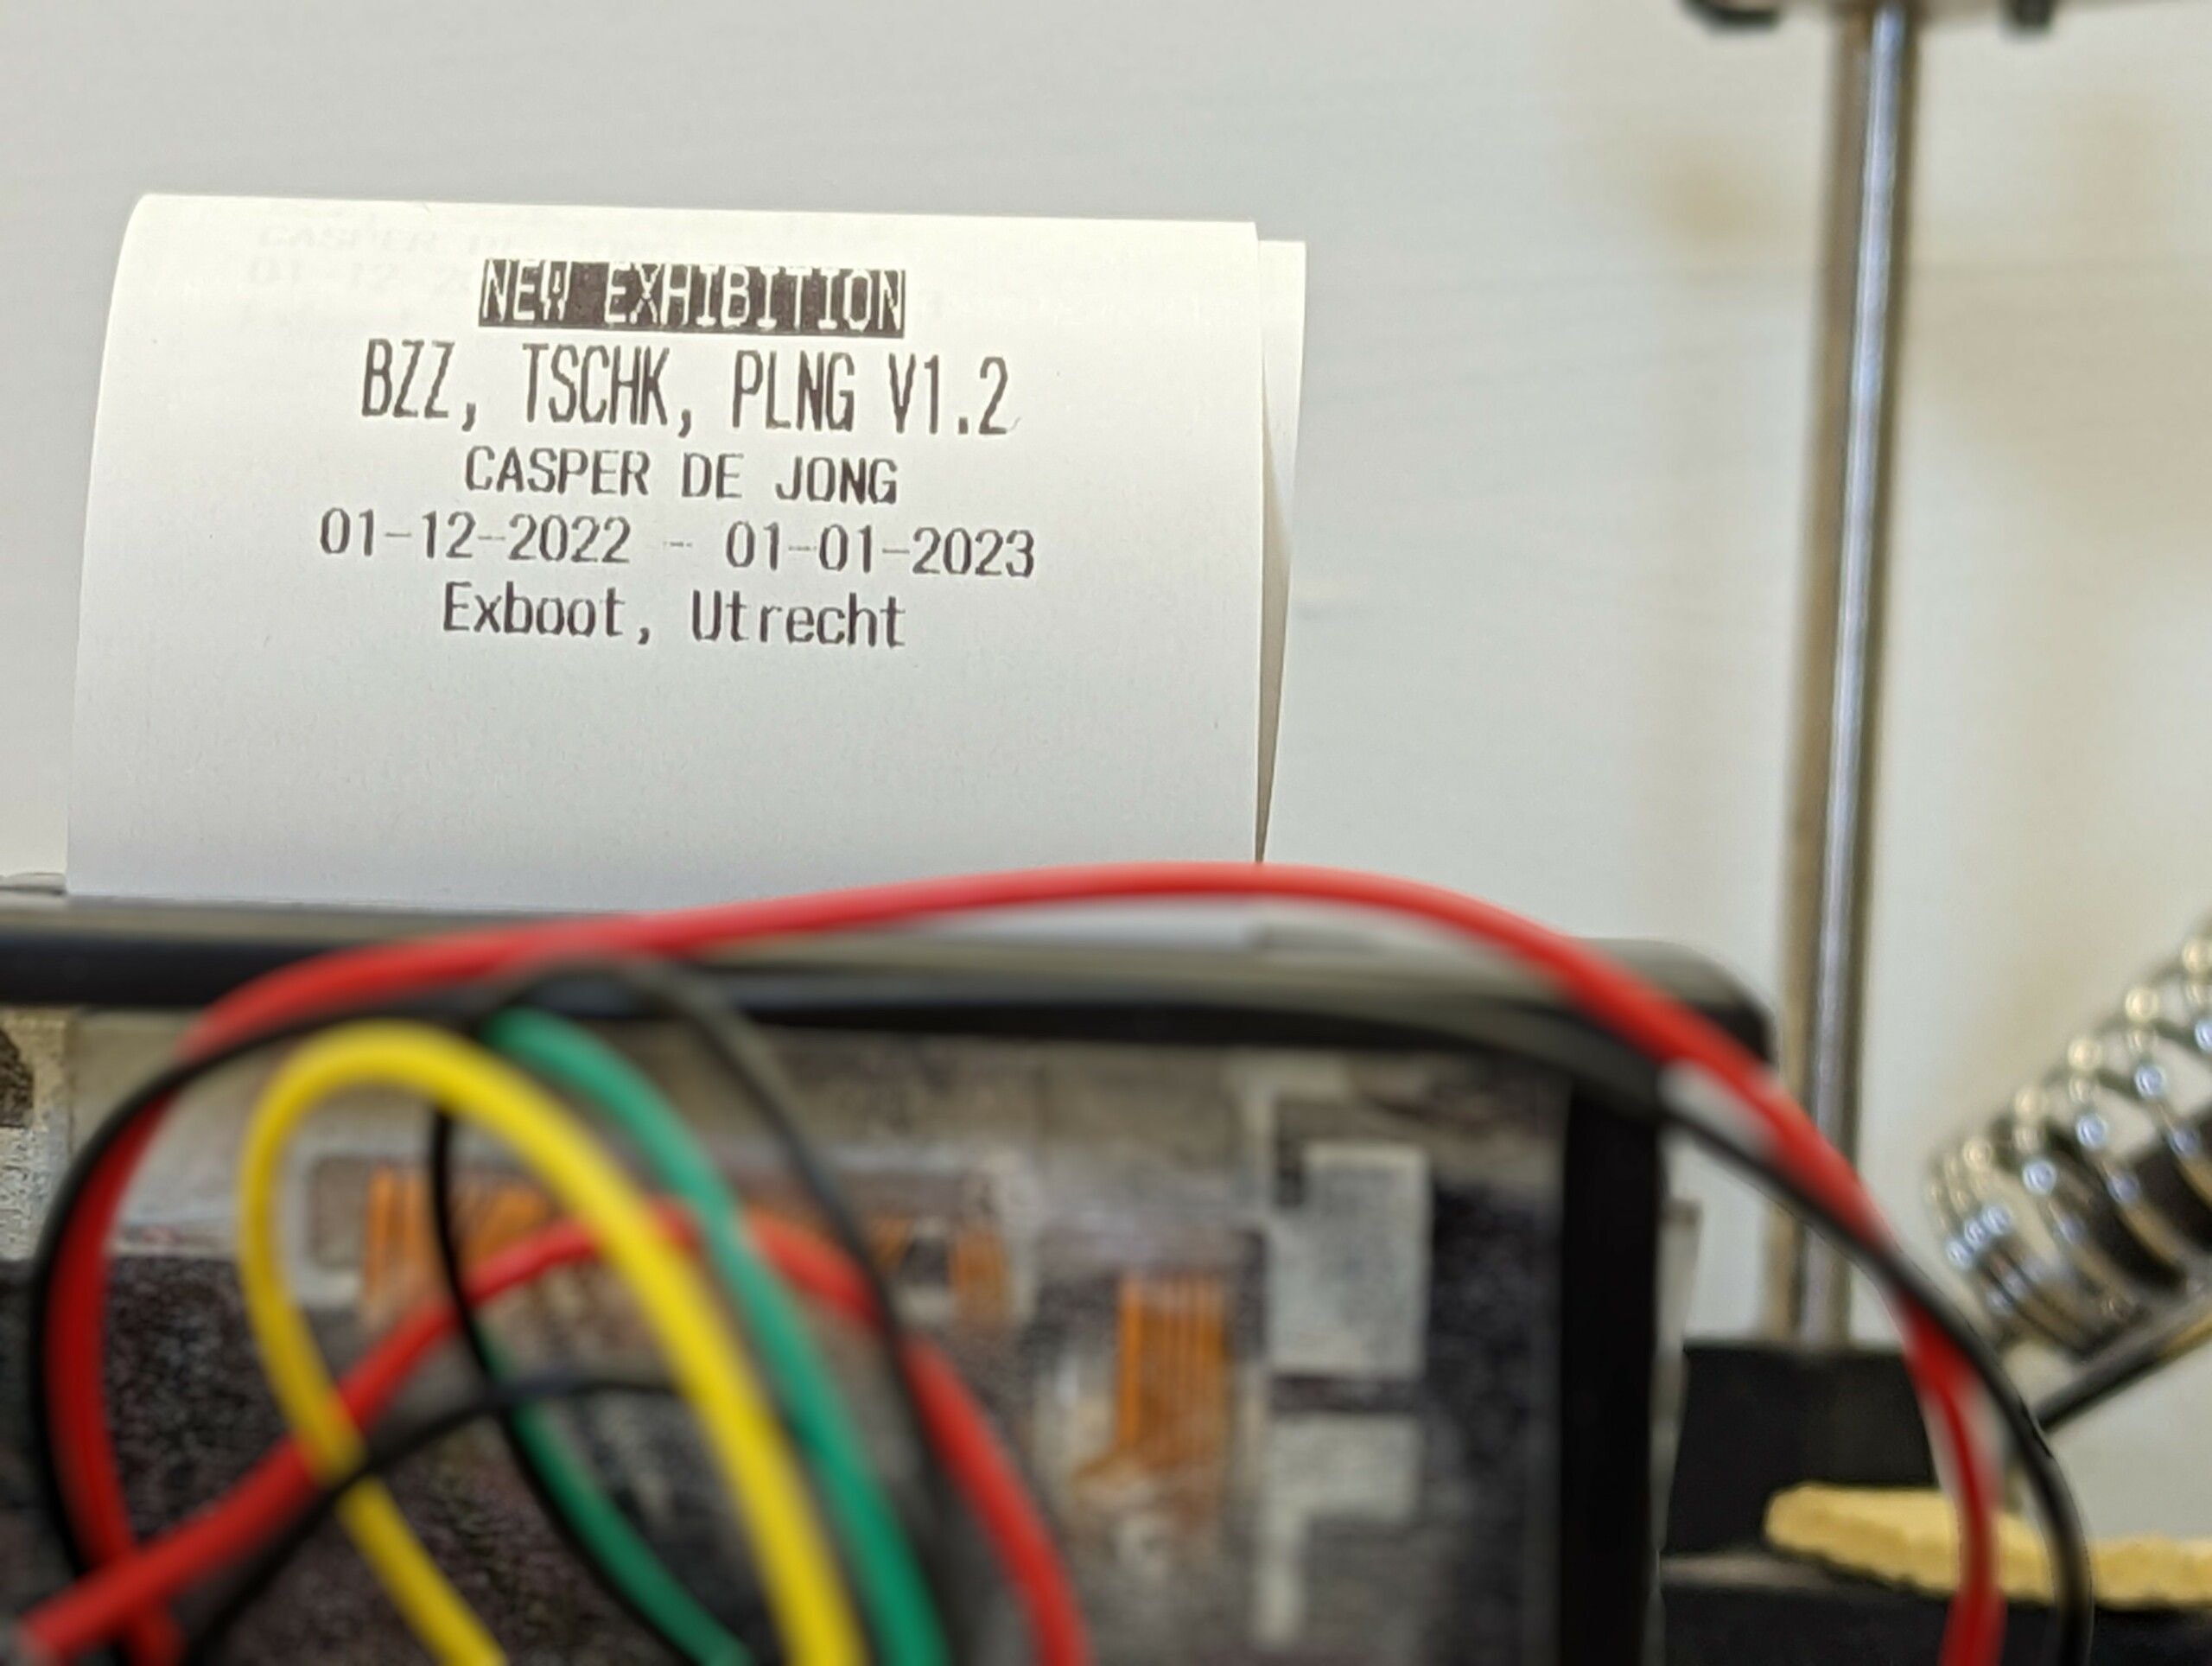 NEW EXHIBITION
BZZ, TSCHK, PLNG V1.2
CASPER DE JONG
01-12-2022 - 01-01-2023
Exboot, Utrecht